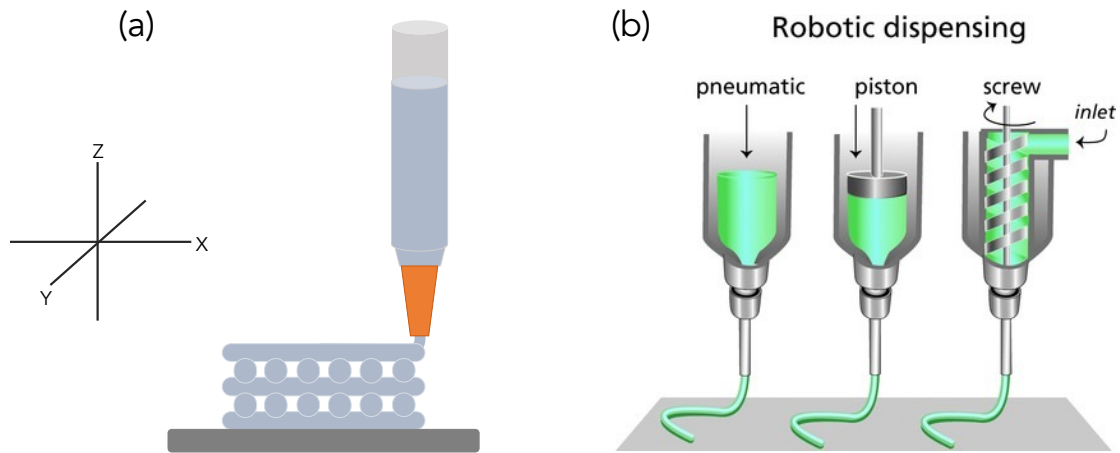 (a)
Z
X
Y
(b)
Robotic dispensing
pneumatic
piston
screw
inlet